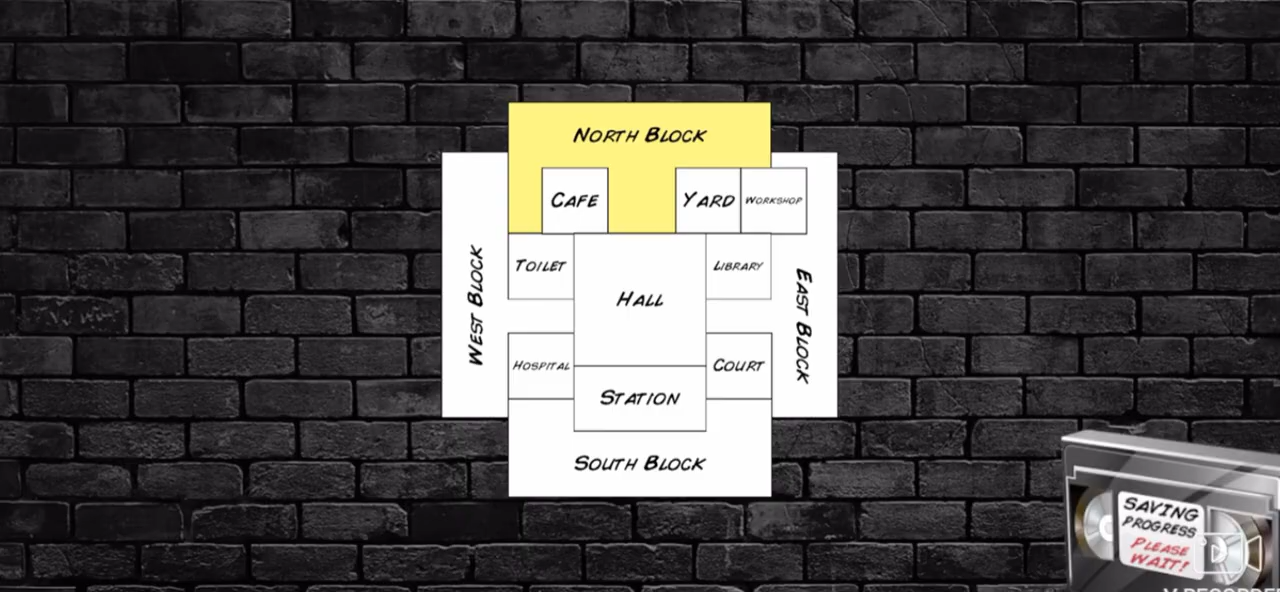 NORTH BLOCK
CAFE
YARD
WORKSHOP
TOILET
LIBRARY
HALL
WEST BLOCK
EAST BLOCK
HOSPITAL
COURT
STATION
SOUTH BLOCK
SAVING
PROGRESS
PLEASE
WAIT!
V RECORDER